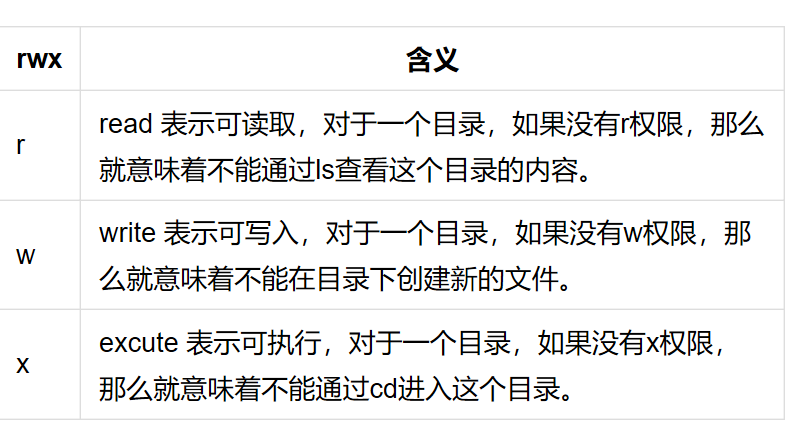 rwx 含义
r
read 表示可读取，对于一个目录，如果没有r权限，那么
就意味着不能通过ls查看这个目录的内容。
w
write 表示可写入，对于一个目录，如果没有w权限，那
么就意味着不能在目录下创建新的文件。
x
excute 表示可执行，对于一个目录，如果没有x权限，
那么就意味着不能通过cd进入这个目录。